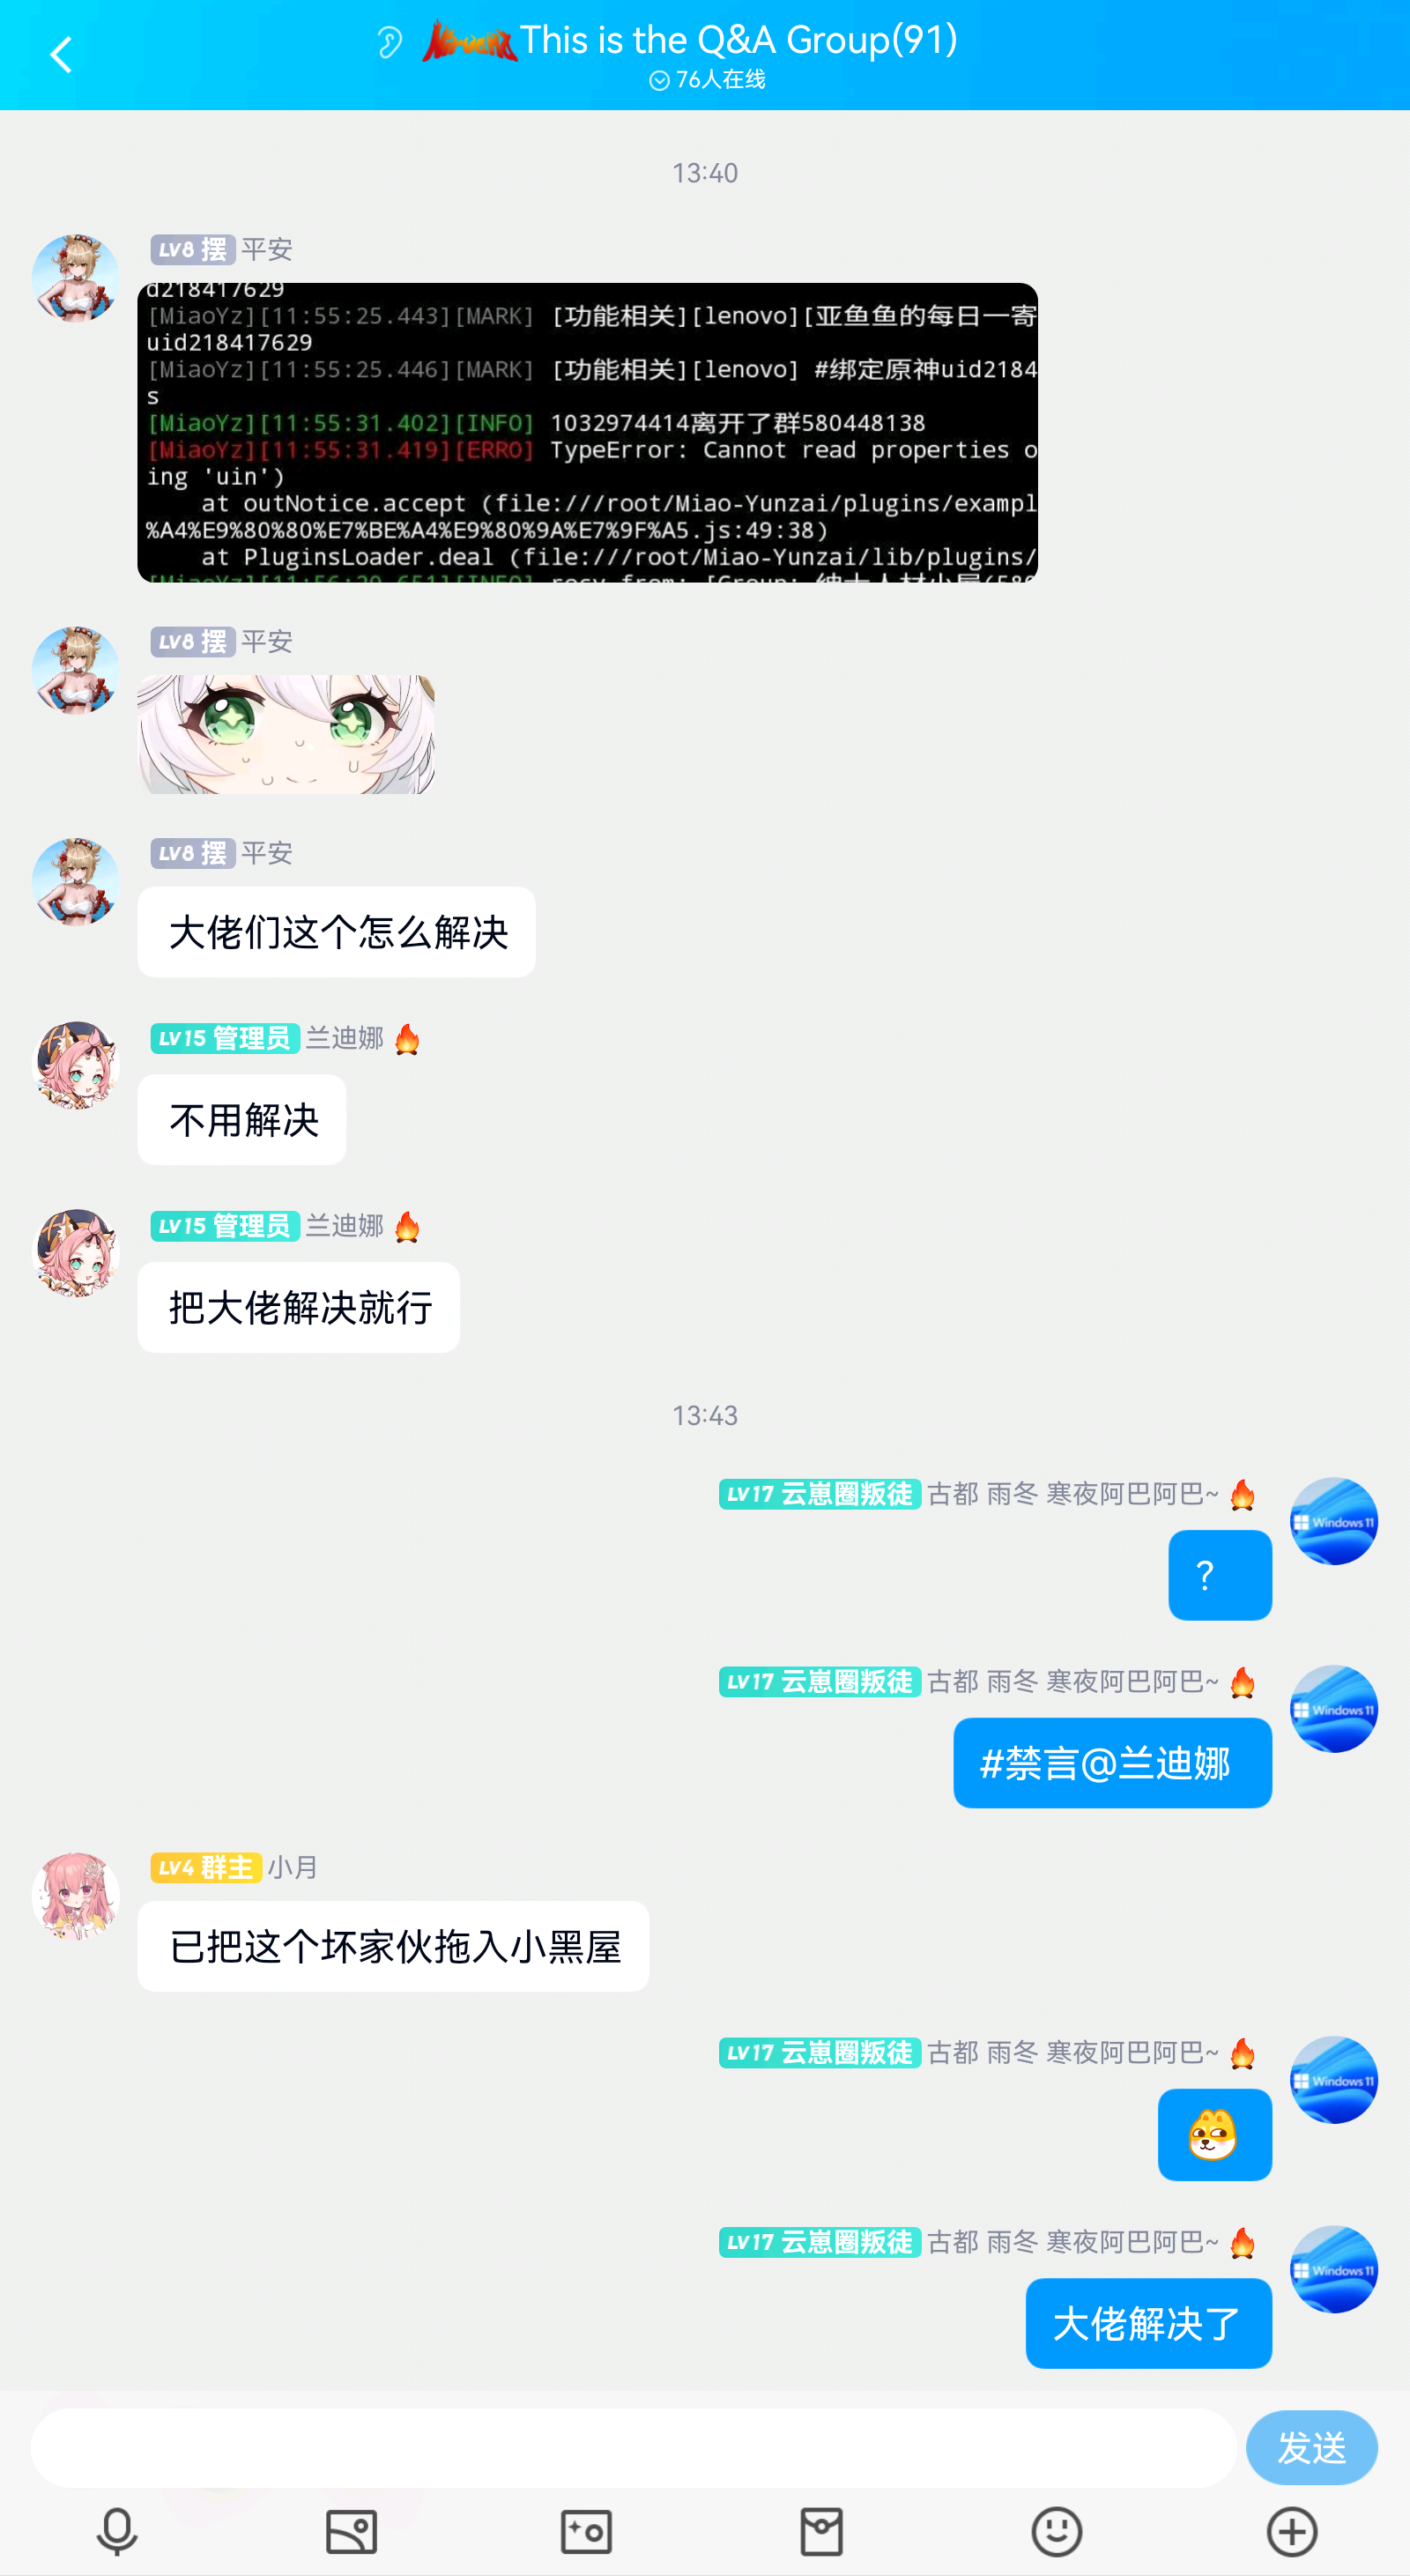 This is the Q&A Group(91)
76人在线
13:40
LV8 摆 平安
d218417629
[MiaoYz][11:55:25.443][MARK] [功能相关][lenovo][亚鱼鱼的每日一寄
uid218417629
[MiaoYz][11:55:25.446][MARK] [功能相关][lenovo] #绑定原神uid2184
s
[MiaoYz][11:55:31.402][INFO] 1032974414离开了群580448138
[MiaoYz][11:55:31.419][ERRO] TypeError: Cannot read properties o
ing 'uin')
at outNotice.accept (file:///root/Miao-Yunzai/plugins/exampl
%A4%E9%80%80%E7%BE%A4%E9%80%9A%E7%9F%A5.js:49:38)
at PluginsLoader.deal (file:///root/Miao-Yunzai/lib/plugins/
LV8 摆 平安
LV8 摆 平安
大佬们这个怎么解决
LV15 管理员 兰迪娜 🔥
不用解决
LV15 管理员 兰迪娜 🔥
把大佬解决就行
13:43
LV17 云崽圈叛徒 古都 雨冬 寒夜阿巴阿巴~ 🔥
Windows 11
?
LV17 云崽圈叛徒 古都 雨冬 寒夜阿巴阿巴~ 🔥
Windows 11
#禁言@兰迪娜
LV4 群主 小月
已把这个坏家伙拖入小黑屋
LV17 云崽圈叛徒 古都 雨冬 寒夜阿巴阿巴~ 🔥
Windows 11
LV17 云崽圈叛徒 古都 雨冬 寒夜阿巴阿巴~ 🔥
Windows 11
大佬解决了
发送